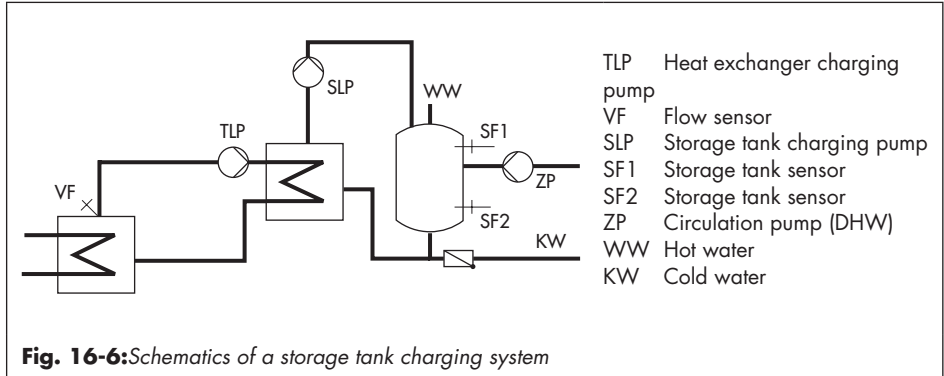 SLP
WW
TLP
SF1
ZP
VF
SF2
KW
TLP Heat exchanger charging
pump
VF Flow sensor
SLP Storage tank charging pump
SF1 Storage tank sensor
SF2 Storage tank sensor
ZP Circulation pump (DHW)
WW Hot water
KW Cold water
Fig. 16-6:Schematics of a storage tank charging system